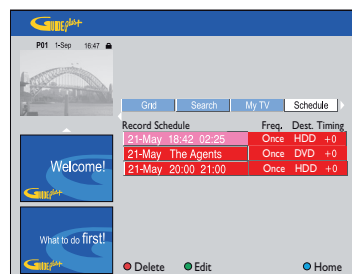 GUIDEPlus+
P01 1-Sep 16:47
Grid Search My TV Schedule
Record Schedule Freq. Dest. Timing
21-May 18:42 02:25 Once HDD +0
21-May The Agents Once DVD +0
21-May 20:00 21:00 Once HDD +0
Welcome!
GUIDEPlus+
What to do first!
GUIDEPlus+
Delete Edit Home